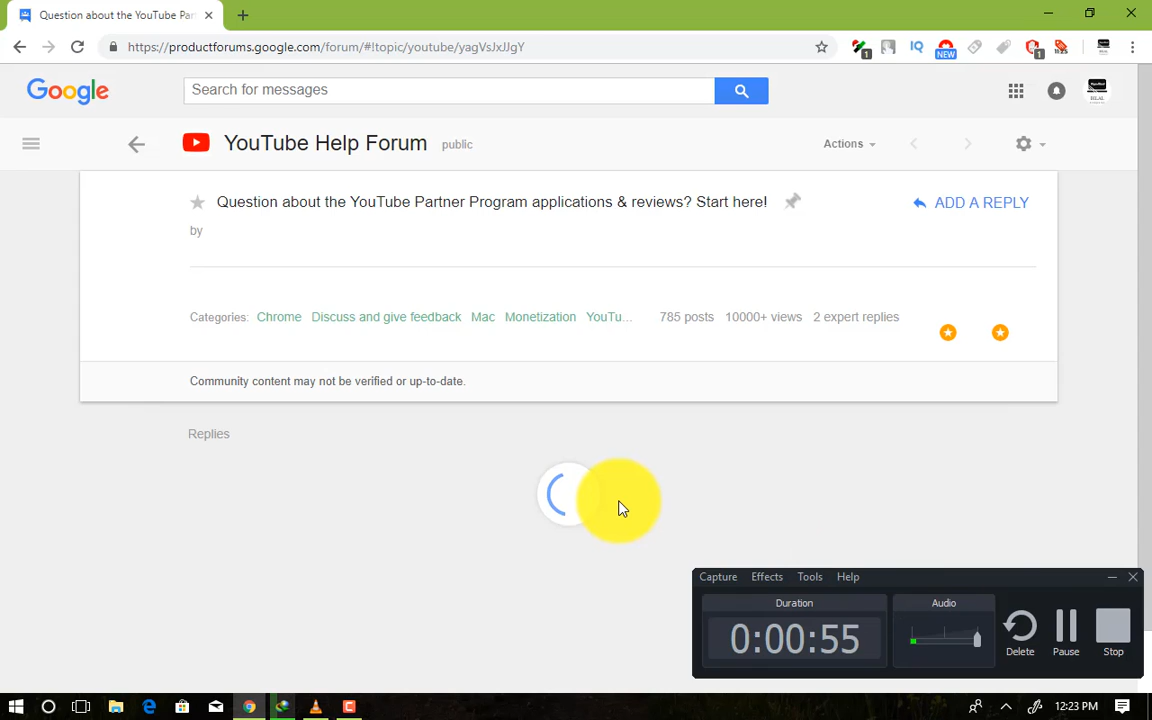 Question about the YouTube Par
https://productforums.google.com/forum/#!topic/youtube/yagVsJxJJgY
1
IQ
NEW
1
Google
Search for messages
YouTube Help Forum
public
Actions
Question about the YouTube Partner Program applications & reviews? Start here!
ADD A REPLY
by
Categories: Chrome Discuss and give feedback Mac Monetization YouTu... 785 posts 10000+ views 2 expert replies
Community content may not be verified or up-to-date.
Replies
Capture Effects Tools Help
Duration
Audio
0:00:55
Delete Pause Stop
12:23 PM